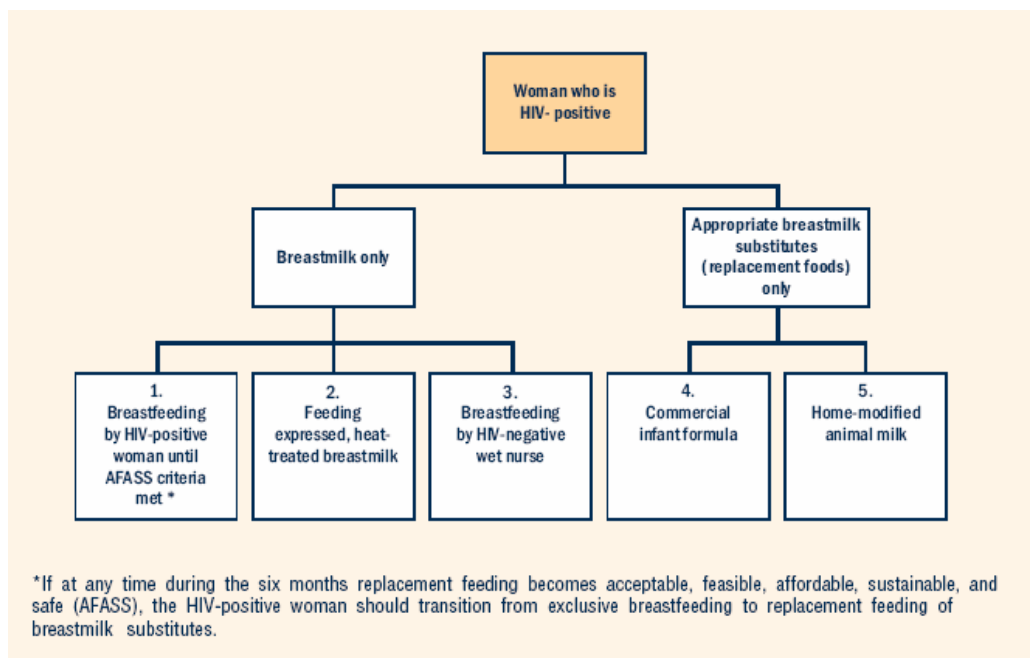 Woman who is
HIV- positive
Breastmilk only
Appropriate breastmilk
substitutes
(replacement foods)
only
1.
Breastfeeding
by HIV-positive
woman until
AFASS criteria
met *
2.
Feeding
expressed, heat-
treated breastmilk
3.
Breastfeeding
by HIV-negative
wet nurse
4.
Commercial
infant formula
5.
Home-modified
animal milk
*If at any time during the six months replacement feeding becomes acceptable, feasible, affordable, sustainable, and
safe (AFASS), the HIV-positive woman should transition from exclusive breastfeeding to replacement feeding of
breastmilk substitutes.